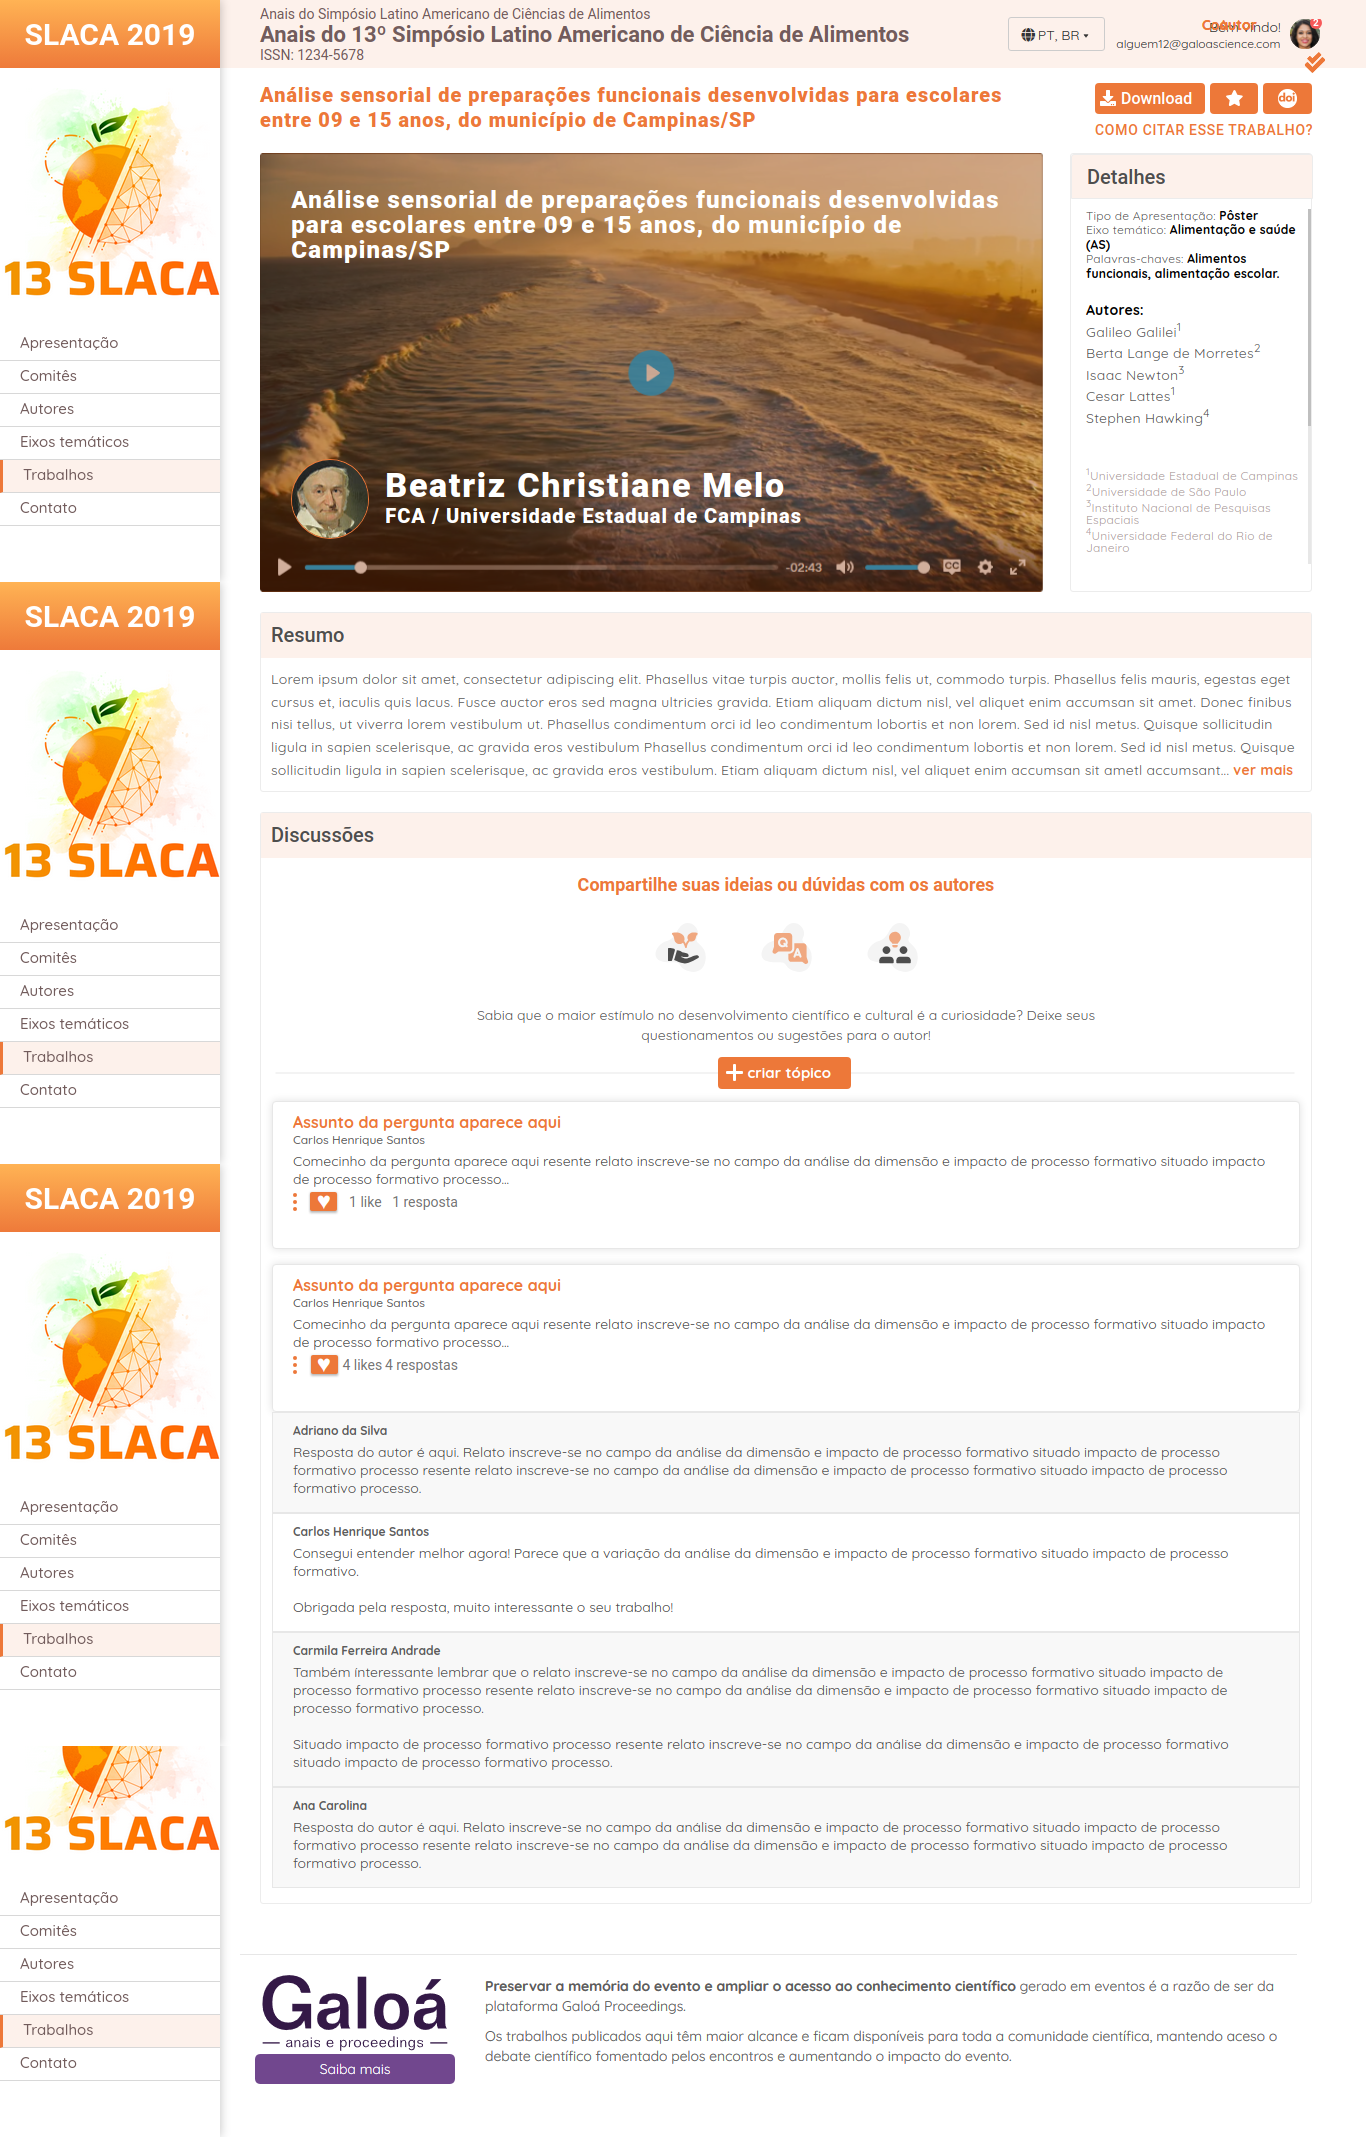 SLACA 2019
13 SLACA
Apresentação
Comitês
Autores
Eixos temáticos
Trabalhos
Contato
SLACA 2019
13 SLACA
Apresentação
Comitês
Autores
Eixos temáticos
Trabalhos
Contato
SLACA 2019
13 SLACA
Apresentação
Comitês
Autores
Eixos temáticos
Trabalhos
Contato
13 SLACA
Apresentação
Comitês
Autores
Eixos temáticos
Trabalhos
Contato
Anais do Simpósio Latino Americano de Ciências de Alimentos
Anais do 13º Simpósio Latino Americano de Ciência de Alimentos
ISSN: 1234-5678
PT, BR
Coautor
Bem vindo!
alguem12@galoascience.com
2
Análise sensorial de preparações funcionais desenvolvidas para escolares
entre 09 e 15 anos, do município de Campinas/SP
Download
doi
COMO CITAR ESSE TRABALHO?
Análise sensorial de preparações funcionais desenvolvidas
para escolares entre 09 e 15 anos, do município de
Campinas/SP
Beatriz Christiane Melo
FCA / Universidade Estadual de Campinas
-02:43
CC
Detalhes
Tipo de Apresentação: Pôster
Eixo temático: Alimentação e saúde
(AS)
Palavras-chaves: Alimentos
funcionais, alimentação escolar.
Autores:
Galileo Galilei1
Berta Lange de Morretes2
Isaac Newton3
Cesar Lattes1
Stephen Hawking4
1Universidade Estadual de Campinas
2Universidade de São Paulo
3Instituto Nacional de Pesquisas
Espaciais
4Universidade Federal do Rio de
Janeiro
Resumo
Lorem ipsum dolor sit amet, consectetur adipiscing elit. Phasellus vitae turpis auctor, mollis felis ut, commodo turpis. Phasellus felis mauris, egestas eget
cursus et, iaculis quis lacus. Fusce auctor eros sed magna ultricies gravida. Etiam aliquam dictum nisl, vel aliquet enim accumsan sit amet. Donec finibus
nisi tellus, ut viverra lorem vestibulum ut. Phasellus condimentum orci id leo condimentum lobortis et non lorem. Sed id nisl metus. Quisque sollicitudin
ligula in sapien scelerisque, ac gravida eros vestibulum Phasellus condimentum orci id leo condimentum lobortis et non lorem. Sed id nisl metus. Quisque
sollicitudin ligula in sapien scelerisque, ac gravida eros vestibulum. Etiam aliquam dictum nisl, vel aliquet enim accumsan sit ametl accumsant... ver mais
Discussões
Compartilhe suas ideias ou dúvidas com os autores
Q A
Sabia que o maior estímulo no desenvolvimento científico e cultural é a curiosidade? Deixe seus
questionamentos ou sugestões para o autor!
criar tópico
Assunto da pergunta aparece aqui
Carlos Henrique Santos
Comecinho da pergunta aparece aqui resente relato inscreve-se no campo da análise da dimensão e impacto de processo formativo situado impacto
de processo formativo processo...
1 like 1 resposta
Assunto da pergunta aparece aqui
Carlos Henrique Santos
Comecinho da pergunta aparece aqui resente relato inscreve-se no campo da análise da dimensão e impacto de processo formativo situado impacto
de processo formativo processo...
4 likes 4 respostas
Adriano da Silva
Resposta do autor é aqui. Relato inscreve-se no campo da análise da dimensão e impacto de processo formativo situado impacto de processo
formativo processo resente relato inscreve-se no campo da análise da dimensão e impacto de processo formativo situado impacto de processo
formativo processo.
Carlos Henrique Santos
Consegui entender melhor agora! Parece que a variação da análise da dimensão e impacto de processo formativo situado impacto de processo
formativo.
Obrigada pela resposta, muito interessante o seu trabalho!
Carmila Ferreira Andrade
Também ínteressante lembrar que o relato inscreve-se no campo da análise da dimensão e impacto de processo formativo situado impacto de
processo formativo processo resente relato inscreve-se no campo da análise da dimensão e impacto de processo formativo situado impacto de
processo formativo processo.
Situado impacto de processo formativo processo resente relato inscreve-se no campo da análise da dimensão e impacto de processo formativo
situado impacto de processo formativo processo.
Ana Carolina
Resposta do autor é aqui. Relato inscreve-se no campo da análise da dimensão e impacto de processo formativo situado impacto de processo
formativo processo resente relato inscreve-se no campo da análise da dimensão e impacto de processo formativo situado impacto de processo
formativo processo.
Galoá
anais e proceedings
Saiba mais
Preservar a memória do evento e ampliar o acesso ao conhecimento científico gerado em eventos é a razão de ser da
plataforma Galoá Proceedings.
Os trabalhos publicados aqui têm maior alcance e ficam disponíveis para toda a comunidade científica, mantendo aceso o
debate científico fomentado pelos encontros e aumentando o impacto do evento.